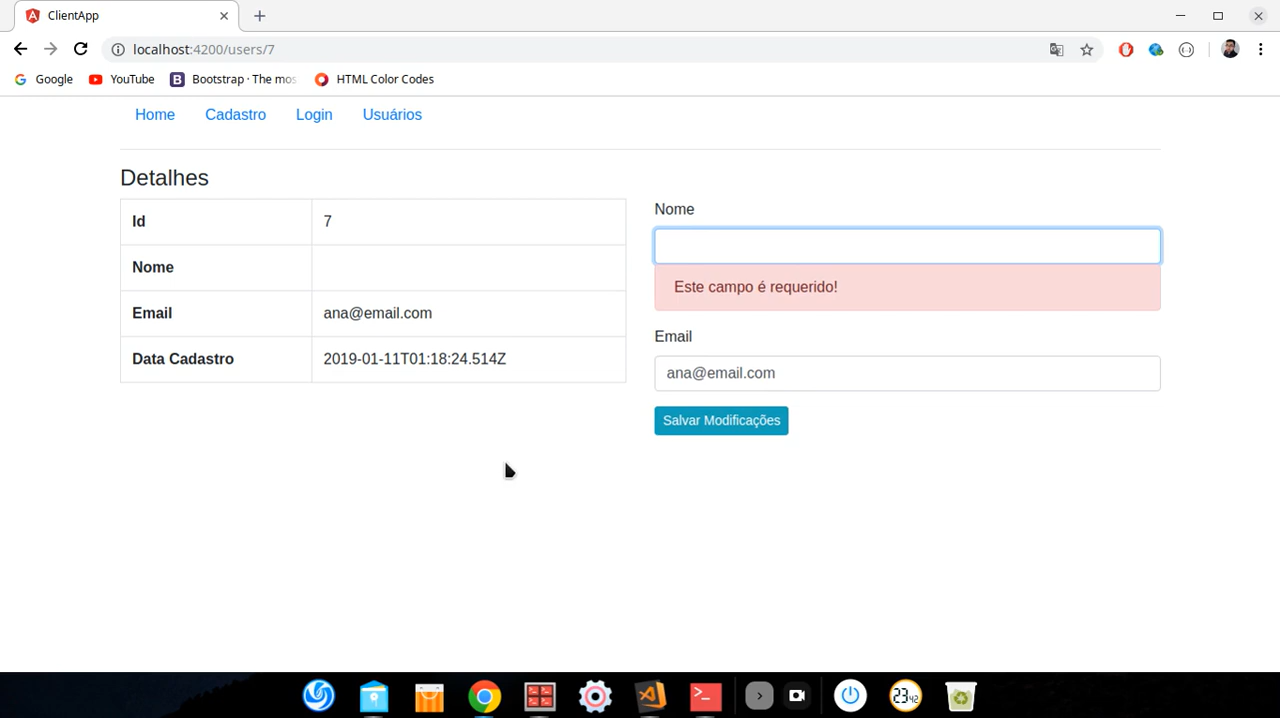 ClientApp
localhost:4200/users/7
Google YouTube Bootstrap · The mos HTML Color Codes
Home Cadastro Login Usuários
Detalhes
Id 7
Nome
Email ana@email.com
Data Cadastro 2019-01-11T01:18:24.514Z
Nome
Este campo é requerido!
Email
ana@email.com
Salvar Modificações
23 42